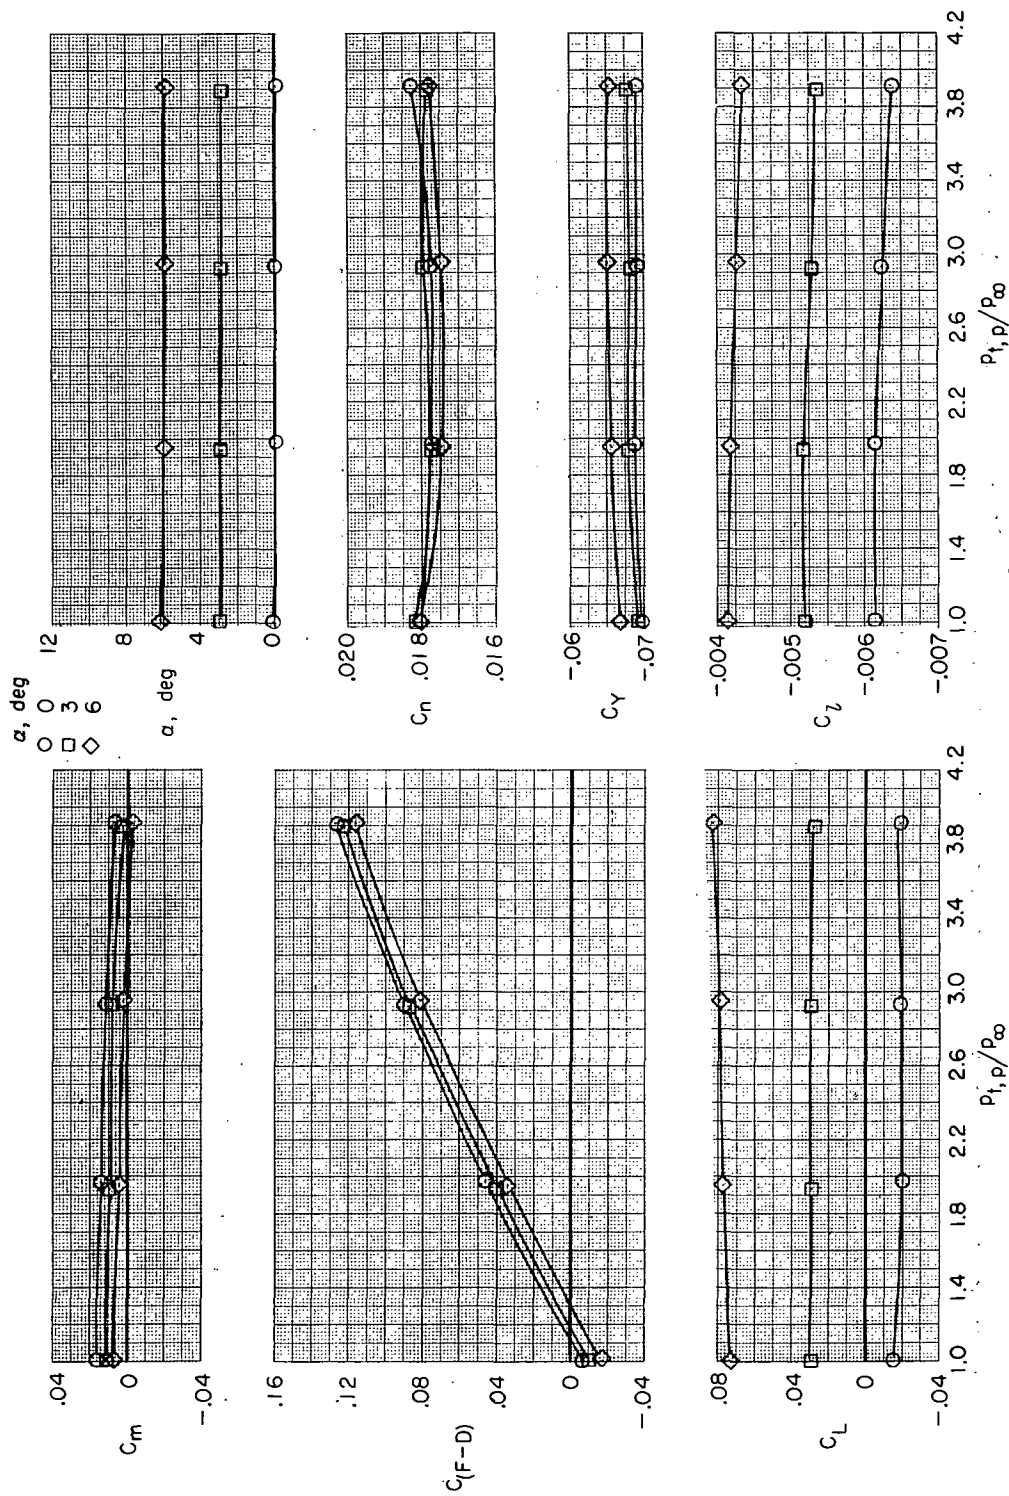 α, deg
○ 0
□ 3
◇ 6
.04
0
-.04
C_m
.16
.12
.08
.04
0
-.04
C_(F-D)
.08
.04
0
-.04
C_L
1.0 1.4 1.8 2.2 2.6 3.0 3.4 3.8 4.2
p_t,p/p_∞
12
8
4
0
α, deg
.020
.018
.016
C_n
-.06
-.07
C_Y
-.004
-.005
-.006
-.007
C_l
1.0 1.4 1.8 2.2 2.6 3.0 3.4 3.8 4.2
p_t,p/p_∞